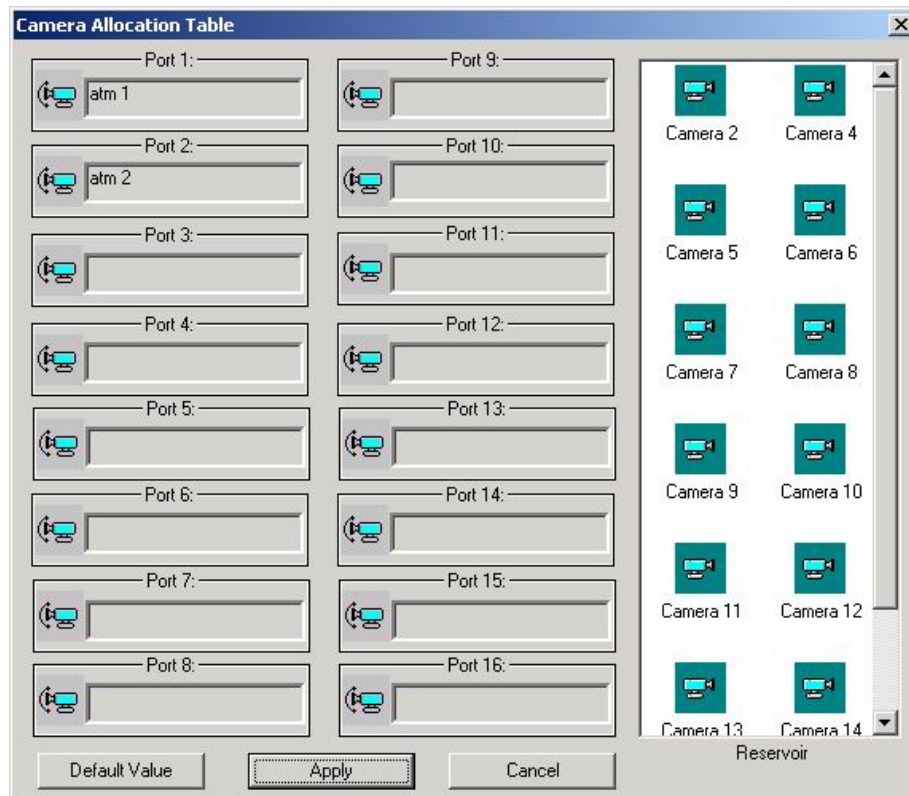 Camera Allocation Table
Port 1:
atm 1
Port 2:
atm 2
Port 3:
Port 4:
Port 5:
Port 6:
Port 7:
Port 8:
Port 9:
Port 10:
Port 11:
Port 12:
Port 13:
Port 14:
Port 15:
Port 16:
Camera 2 Camera 4
Camera 5 Camera 6
Camera 7 Camera 8
Camera 9 Camera 10
Camera 11 Camera 12
Camera 13 Camera 14
Reservoir
Default Value Apply Cancel